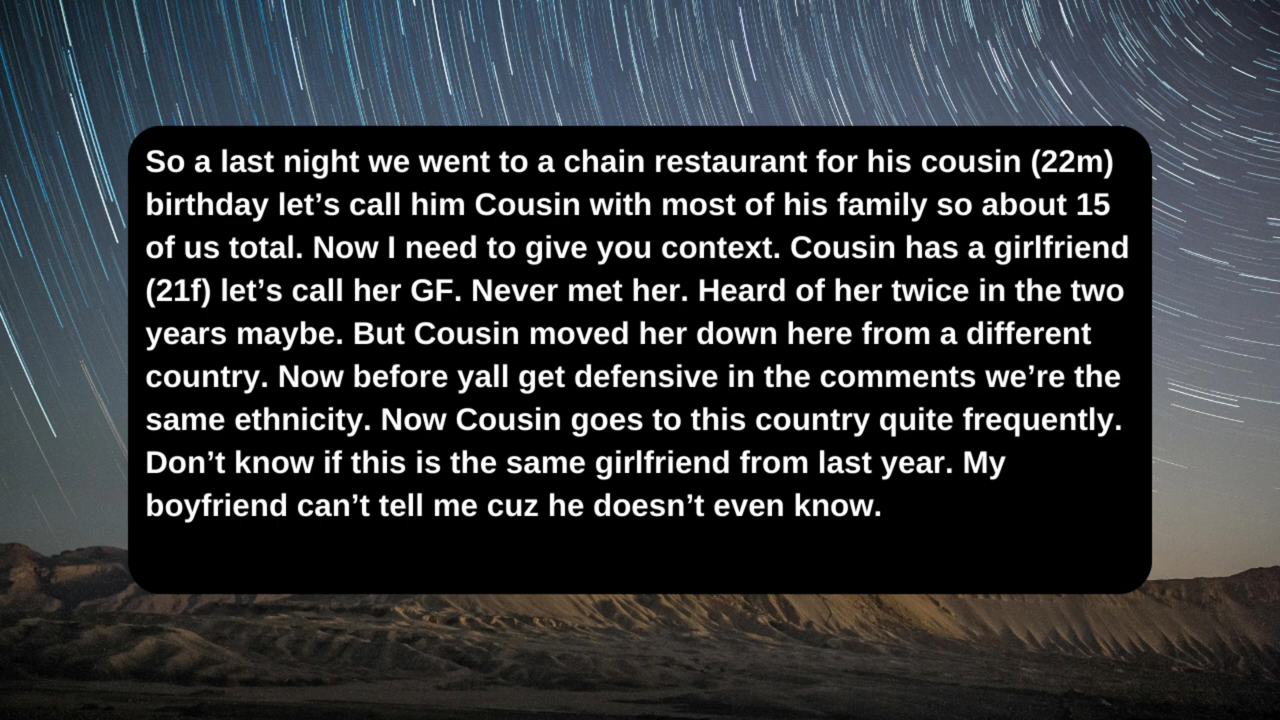 So a last night we went to a chain restaurant for his cousin (22m)
birthday let’s call him Cousin with most of his family so about 15
of us total. Now I need to give you context. Cousin has a girlfriend
(21f) let’s call her GF. Never met her. Heard of her twice in the two
years maybe. But Cousin moved her down here from a different
country. Now before yall get defensive in the comments we’re the
same ethnicity. Now Cousin goes to this country quite frequently.
Don’t know if this is the same girlfriend from last year. My
boyfriend can’t tell me cuz he doesn’t even know.